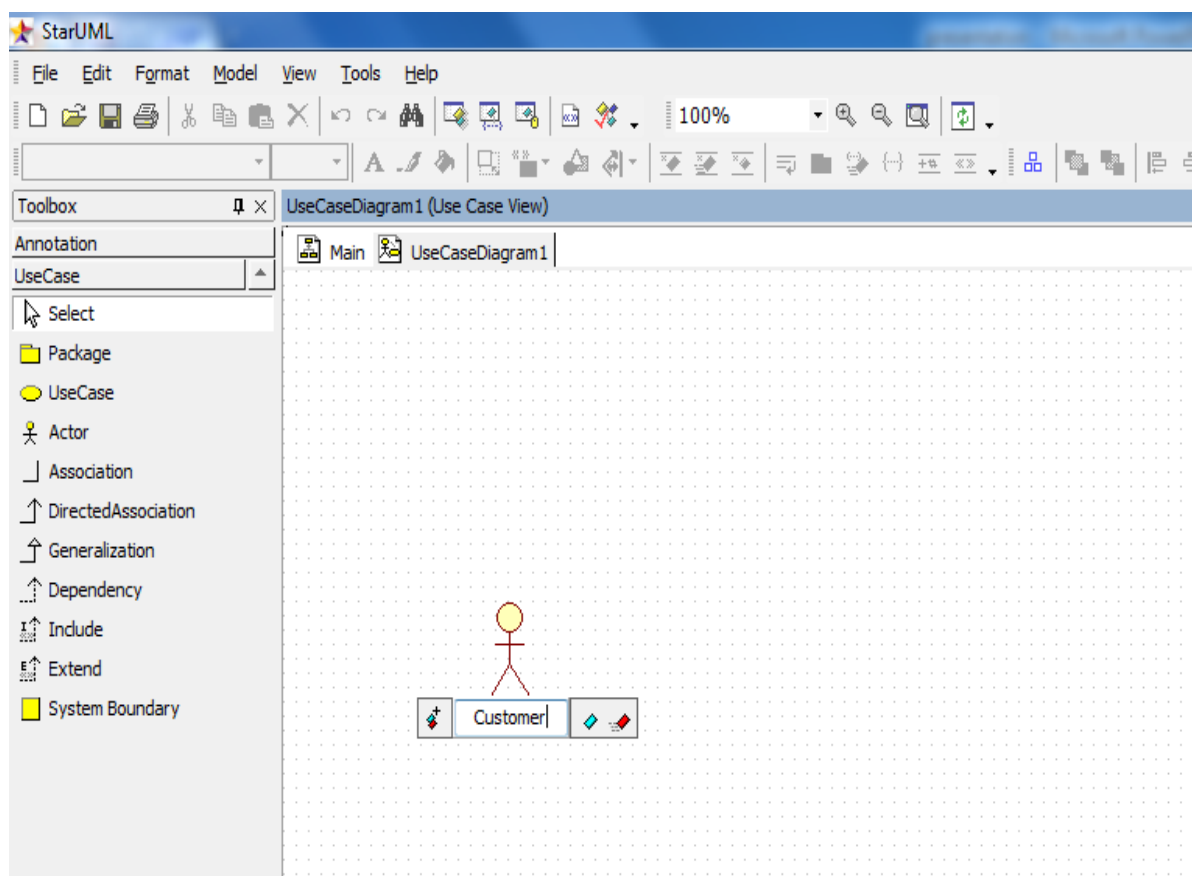 StarUML
File Edit Format Model View Tools Help
100%
Toolbox
UseCaseDiagram1 (Use Case View)
Annotation
Main UseCaseDiagram1
UseCase
Select
Package
UseCase
Actor
Association
DirectedAssociation
Generalization
Dependency
Include
Extend
System Boundary
Customer